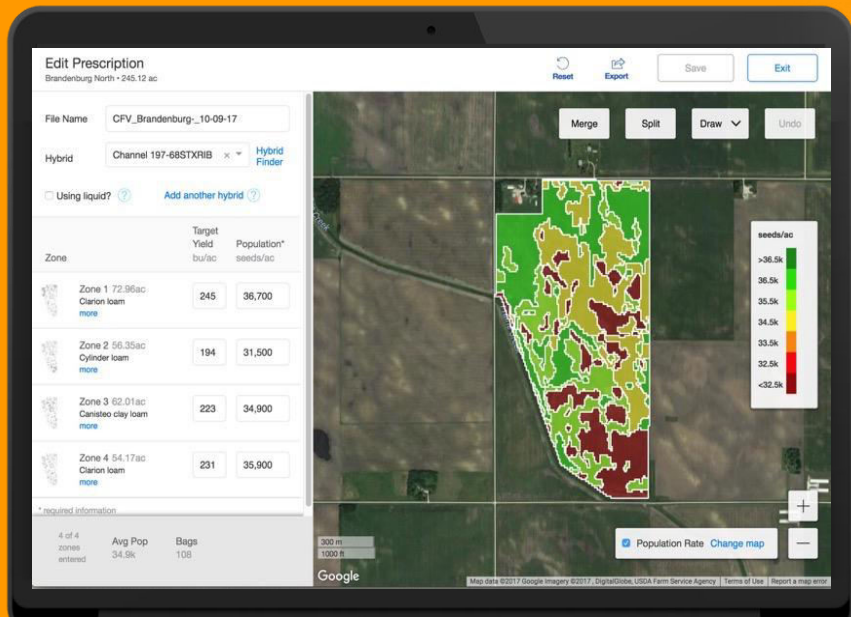 Edit Prescription
Brandenburg North • 245.12 ac
Reset
Export
Save
Exit
File Name
CFV_Brandenburg-_10-09-17
Hybrid
Channel 197-68STXRIB × 
Hybrid
Finder
Using liquid? ?
Add another hybrid ?
Zone
Target
Yield
bu/ac
Population*
seeds/ac
Zone 1 72.96ac
Clarion loam
more
245
36,700
Zone 2 56.35ac
Cylinder loam
more
194
31,500
Zone 3 62.01ac
Canisteo clay loam
more
223
34,900
Zone 4 54.17ac
Clarion loam
more
231
35,900
* required information
4 of 4
zones
entered
Avg Pop
34.9k
Bags
108
Merge
Split
Draw
Undo
Creek
seeds/ac
>36.5k
36.5k
35.5k
34.5k
33.5k
32.5k
<32.5k
+
−
Population Rate Change map
300 m
1000 ft
Google
Map data ©2017 Google Imagery ©2017 , DigitalGlobe, USDA Farm Service Agency
Terms of Use
Report a map error